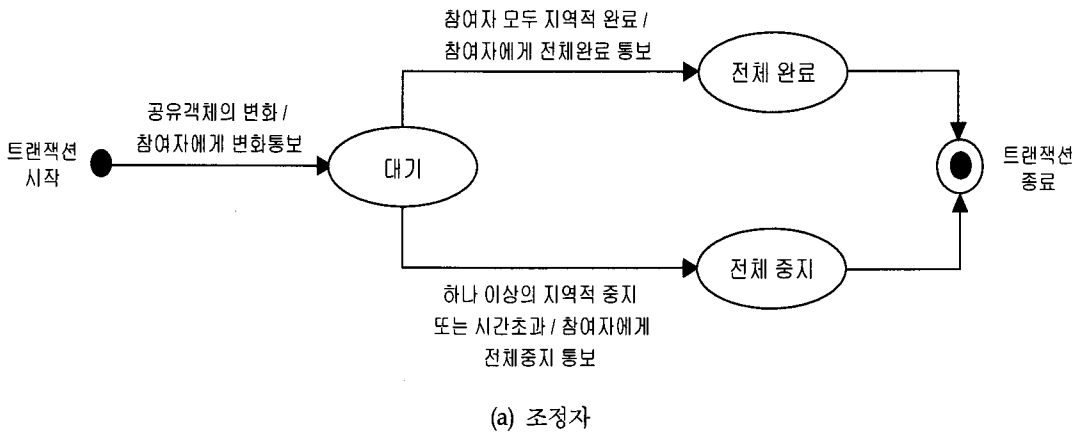 참여자 모두 지역적 완료 /
참여자에게 전체완료 통보
전체 완료
공유객체의 변화 /
참여자에게 변화통보
트랜잭션
시작
대기
트랜잭션
종료
전체 중지
하나 이상의 지역적 중지
또는 시간초과 / 참여자에게
전체중지 통보
(a) 조정자